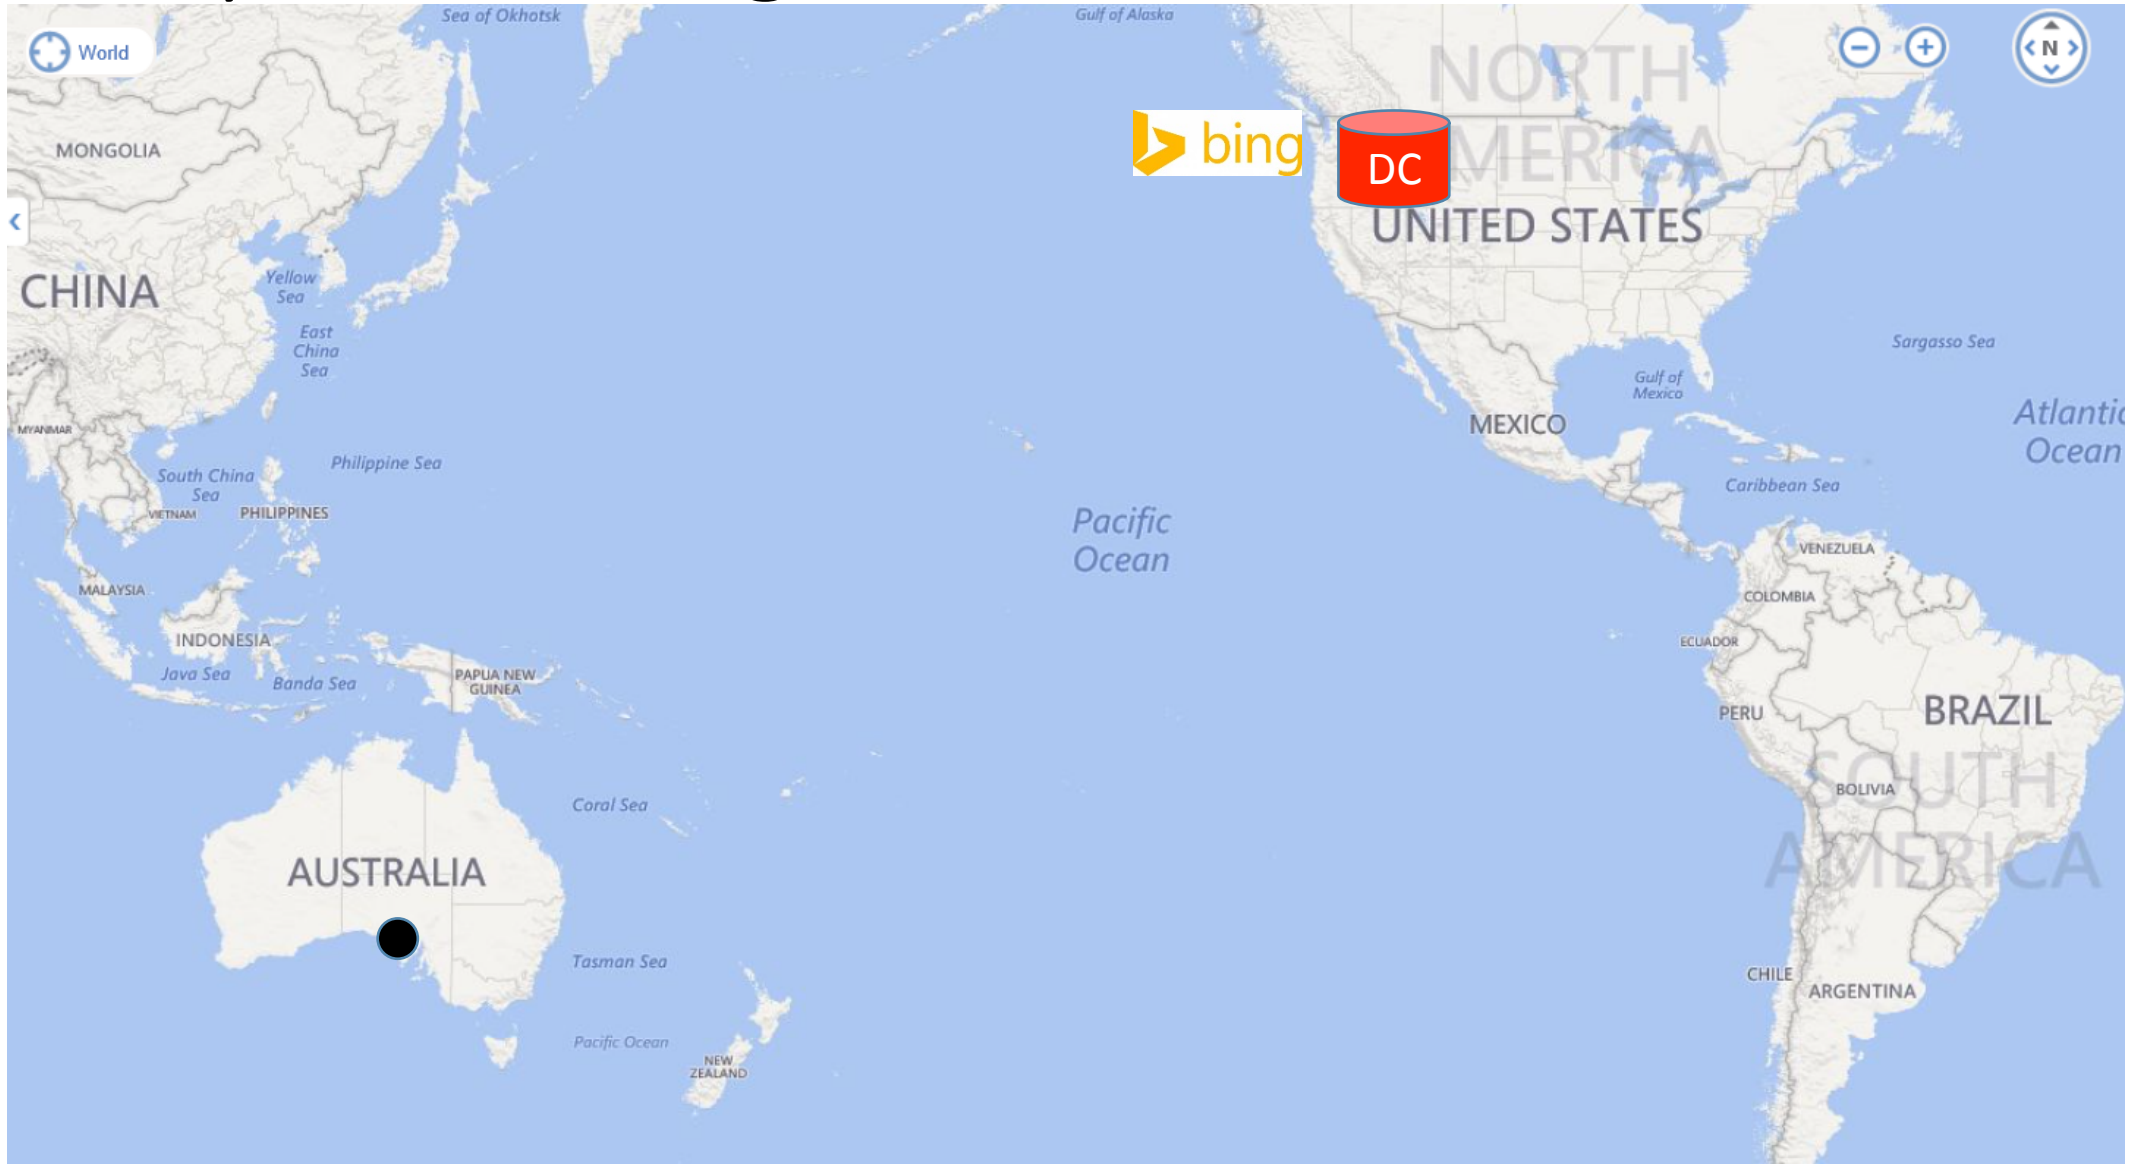 Sea of Okhotsk
Gulf of Alaska
World
N
NORTH
AMERICA
MONGOLIA
bing
DC
UNITED STATES
CHINA
Yellow
Sea
East
China
Sea
Sargasso Sea
Gulf of
Mexico
MEXICO
Atlantic
Ocean
MYANMAR
Philippine Sea
South China
Sea
Caribbean Sea
VIETNAM
PHILIPPINES
Pacific
Ocean
VENEZUELA
MALAYSIA
COLOMBIA
INDONESIA
ECUADOR
Java Sea
Banda Sea
PAPUA NEW
GUINEA
PERU
BRAZIL
SOUTH
AMERICA
BOLIVIA
Coral Sea
AUSTRALIA
Tasman Sea
CHILE
ARGENTINA
Pacific Ocean
NEW
ZEALAND